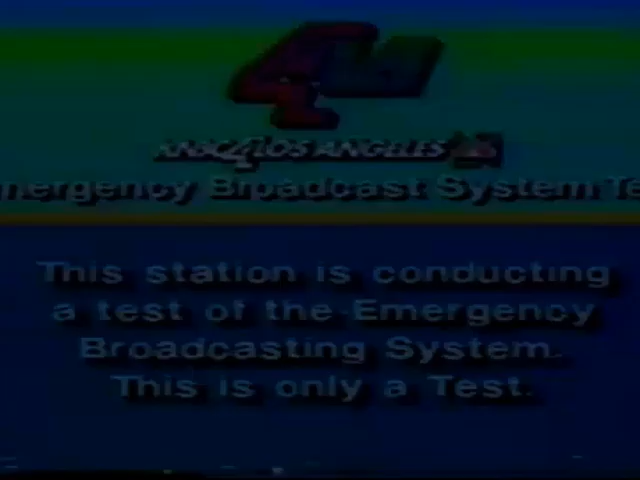 4
LOS ANGELES
mergency Broadcast System Te
This station is conducting
a test of the Emergency
Broadcasting System.
This is only a Test.